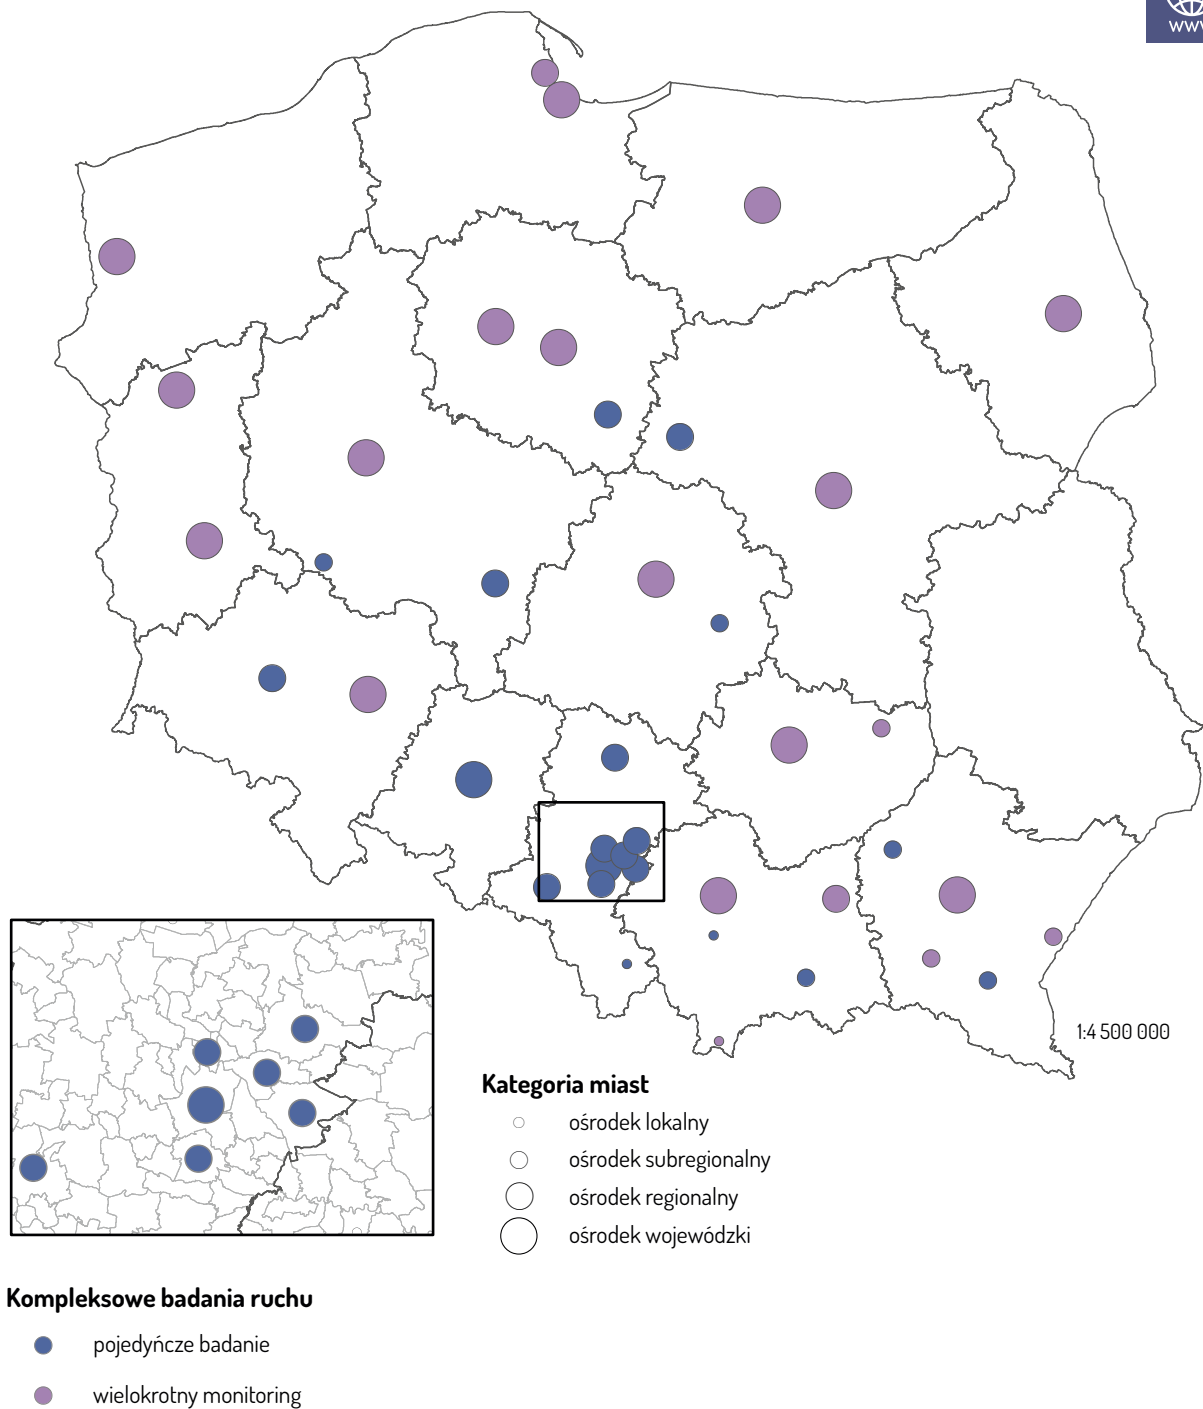 www
1:4 500 000
Kategoria miast
ośrodek lokalny
ośrodek subregionalny
ośrodek regionalny
ośrodek wojewódzki
Kompleksowe badania ruchu
pojedyńcze badanie
wielokrotny monitoring